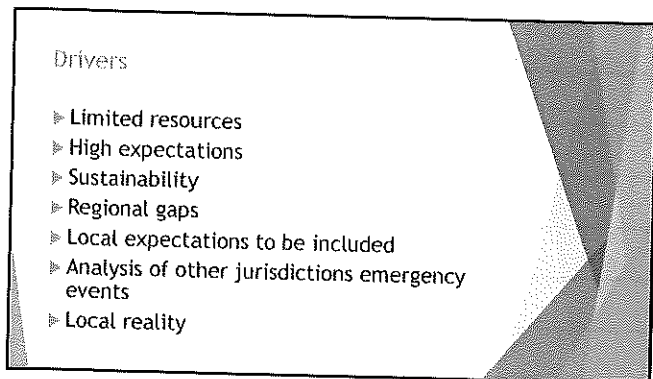 Drivers
Limited resources
High expectations
Sustainability
Regional gaps
Local expectations to be included
Analysis of other jurisdictions emergency
events
Local reality